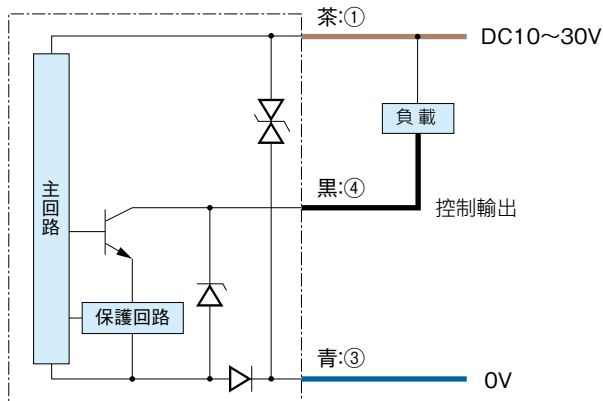 茶:①
DC10～30V
負載
黒:④
控制輸出
主回路
保護回路
青:③
0V